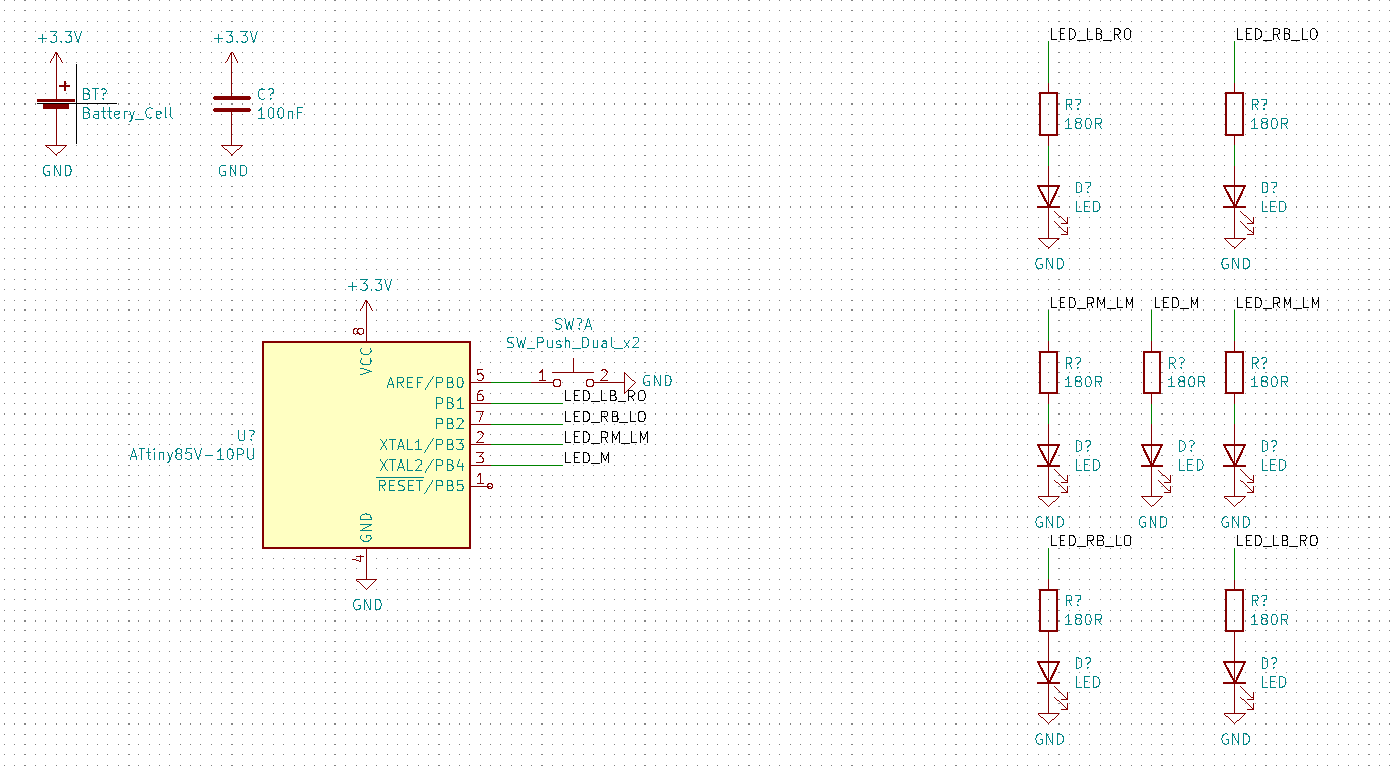 +3.3V
+
BT?
Battery_Cell
GND
+3.3V
C?
100nF
GND
+3.3V
8
VCC
U?
ATtiny85V-10PU
AREF/PB0 5
PB1 6
PB2 7
XTAL1/PB3 2
XTAL2/PB4 3
RESET/PB5 1
GND
4
GND
SW?A
SW_Push_Dual_x2
1 2 GND
LED_LB_RO
LED_RB_LO
LED_RM_LM
LED_M
LED_LB_RO
R?
180R
D?
LED
GND
LED_RB_LO
R?
180R
D?
LED
GND
LED_RM_LM
R?
180R
D?
LED
GND
LED_M
R?
180R
D?
LED
GND
LED_RM_LM
R?
180R
D?
LED
GND
LED_RB_LO
R?
180R
D?
LED
GND
LED_LB_RO
R?
180R
D?
LED
GND